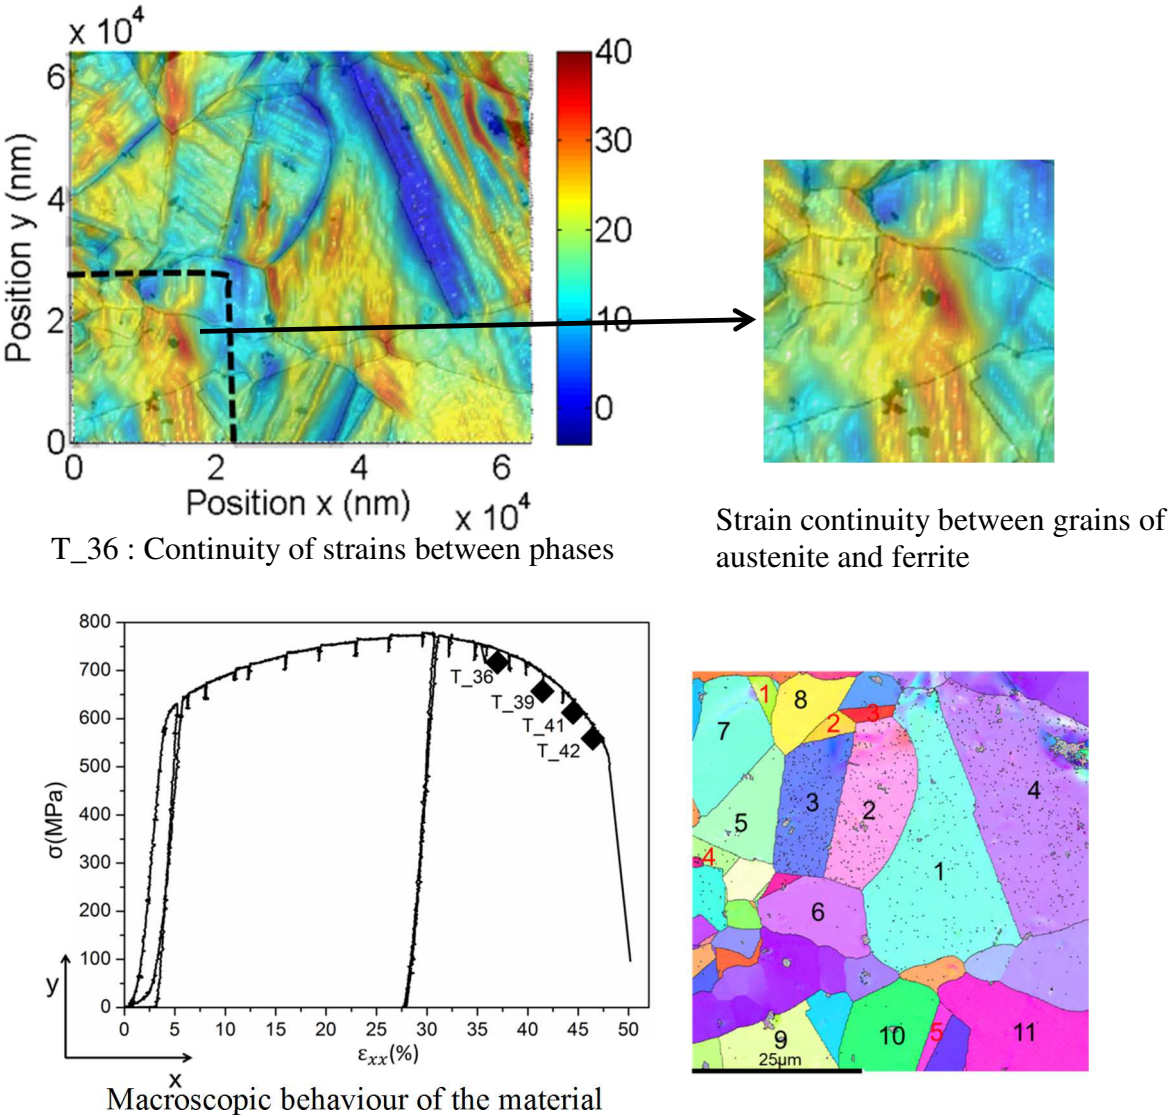 x 10⁴
6
4
2
0
Position y (nm)
0 2 4 6
Position x (nm)
x 10⁴
40
30
20
10
0
T_36 : Continuity of strains between phases
Strain continuity between grains of
austenite and ferrite
800
700
600
500
400
300
200
100
0
σ(MPa)
T_36
T_39
T_41
T_42
y
x
0 5 10 15 20 25 30 35 40 45 50
εxx(%)
Macroscopic behaviour of the material
1 8
7 2 3
3 2 4
5
4 1
6
10 5 11
9
25μm